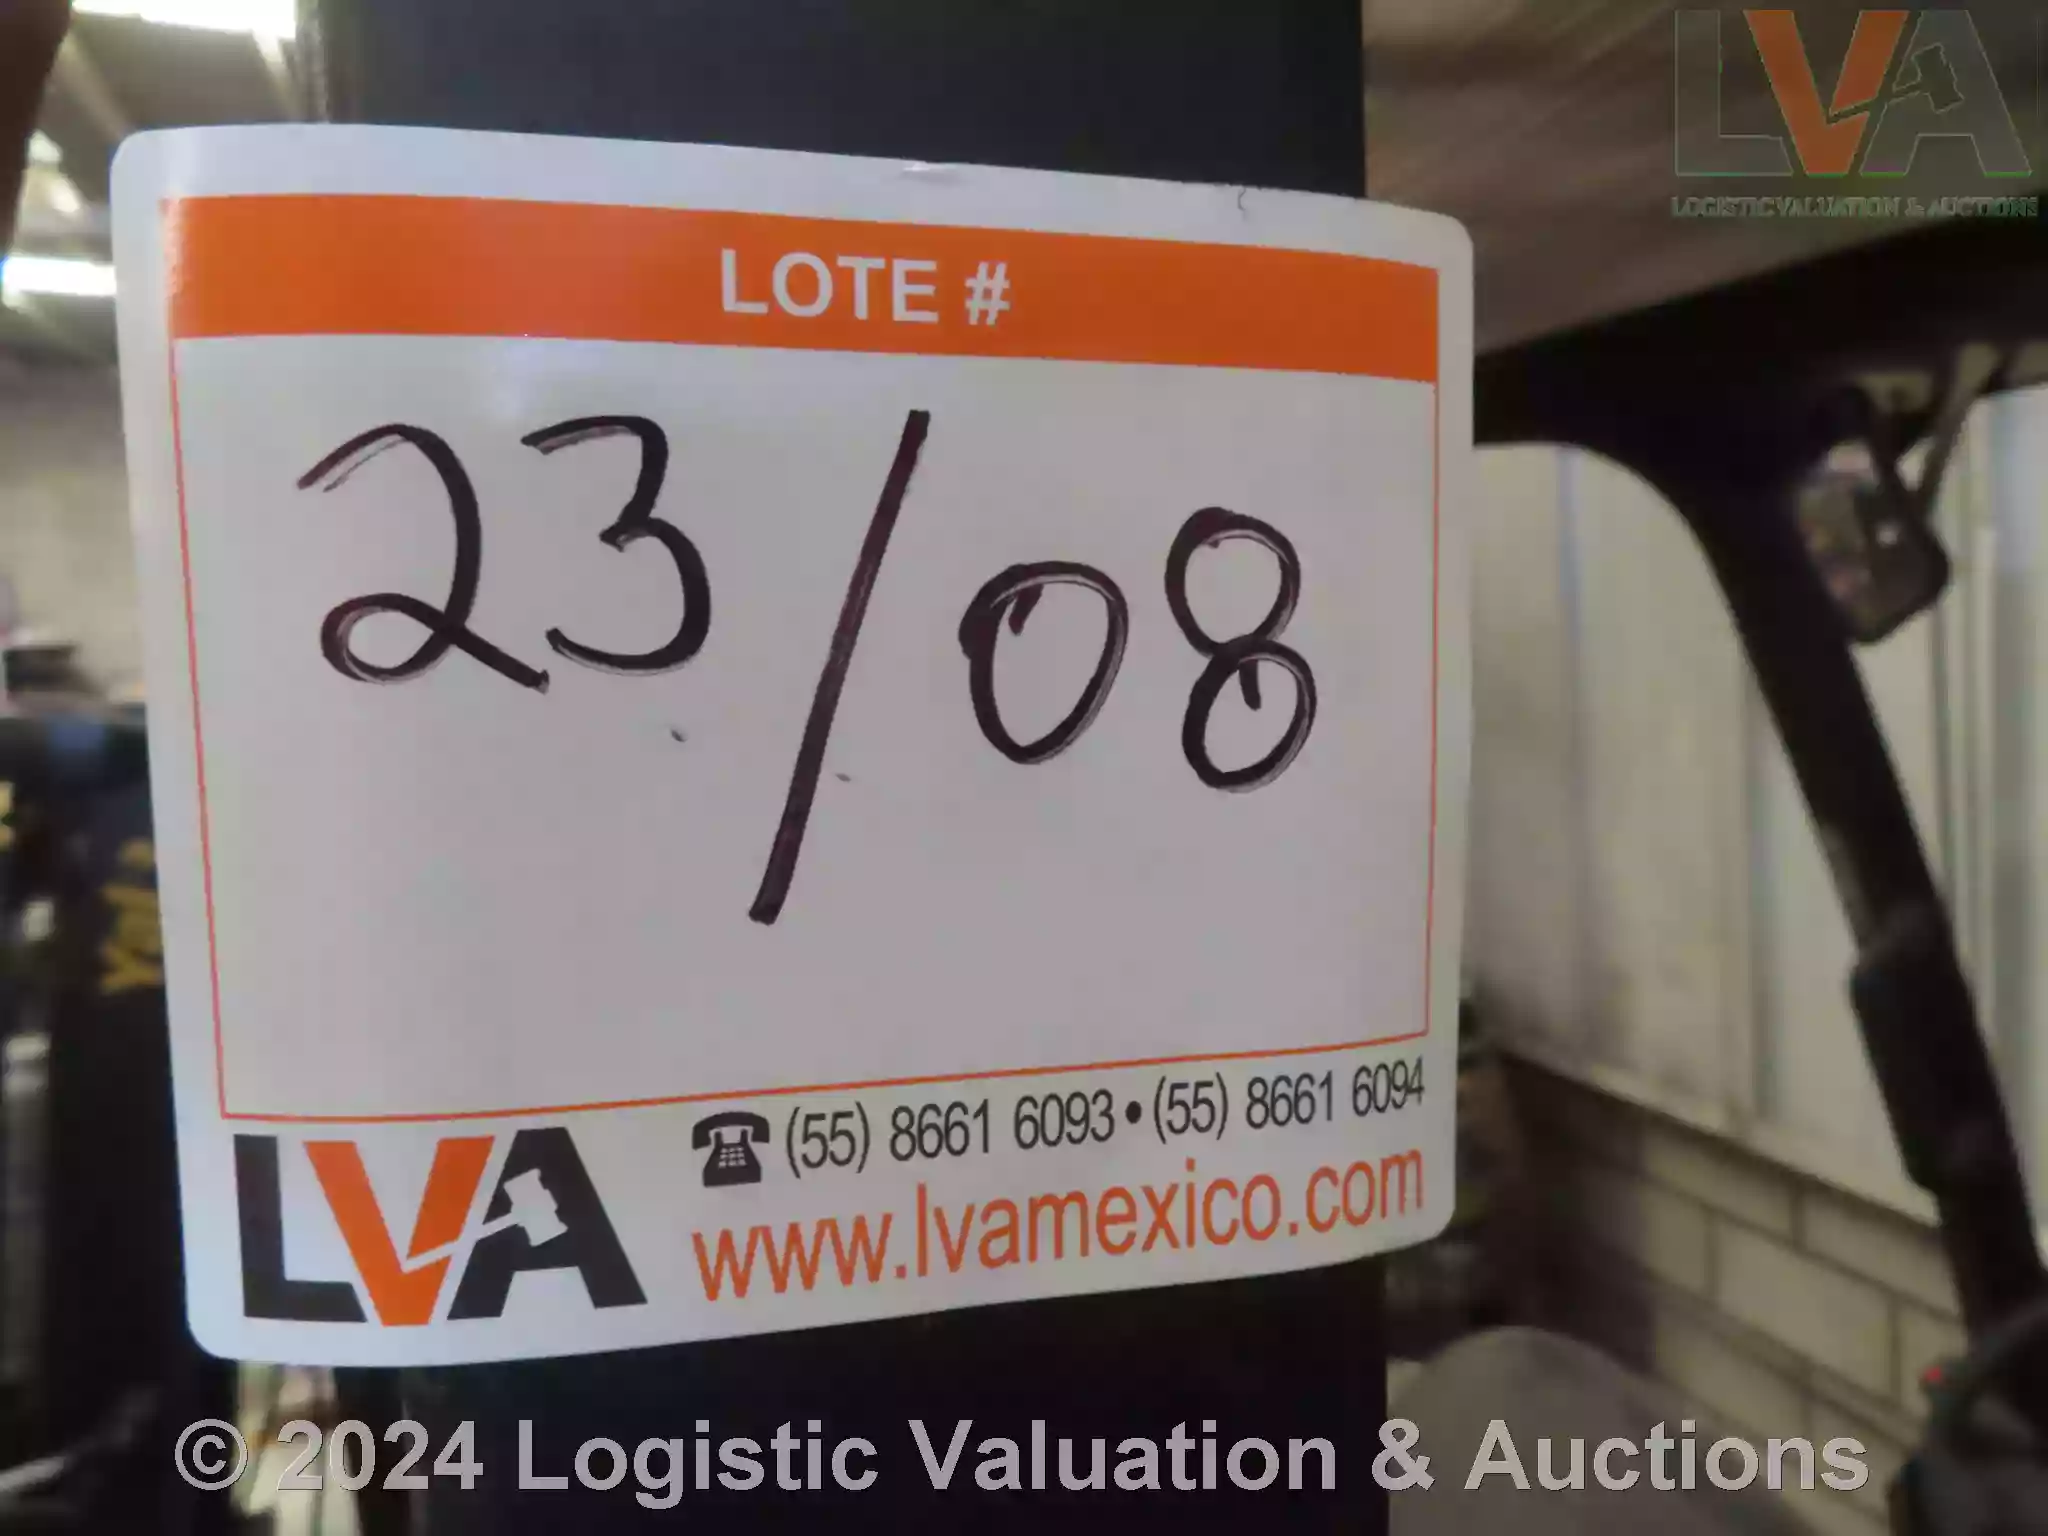 LVA
LOGISTIC VALUATION & AUCTIONS
LOTE #
23/08
LVA
(55) 8661 6093 • (55) 8661 6094
www.lvamexico.com
© 2024 Logistic Valuation & Auctions